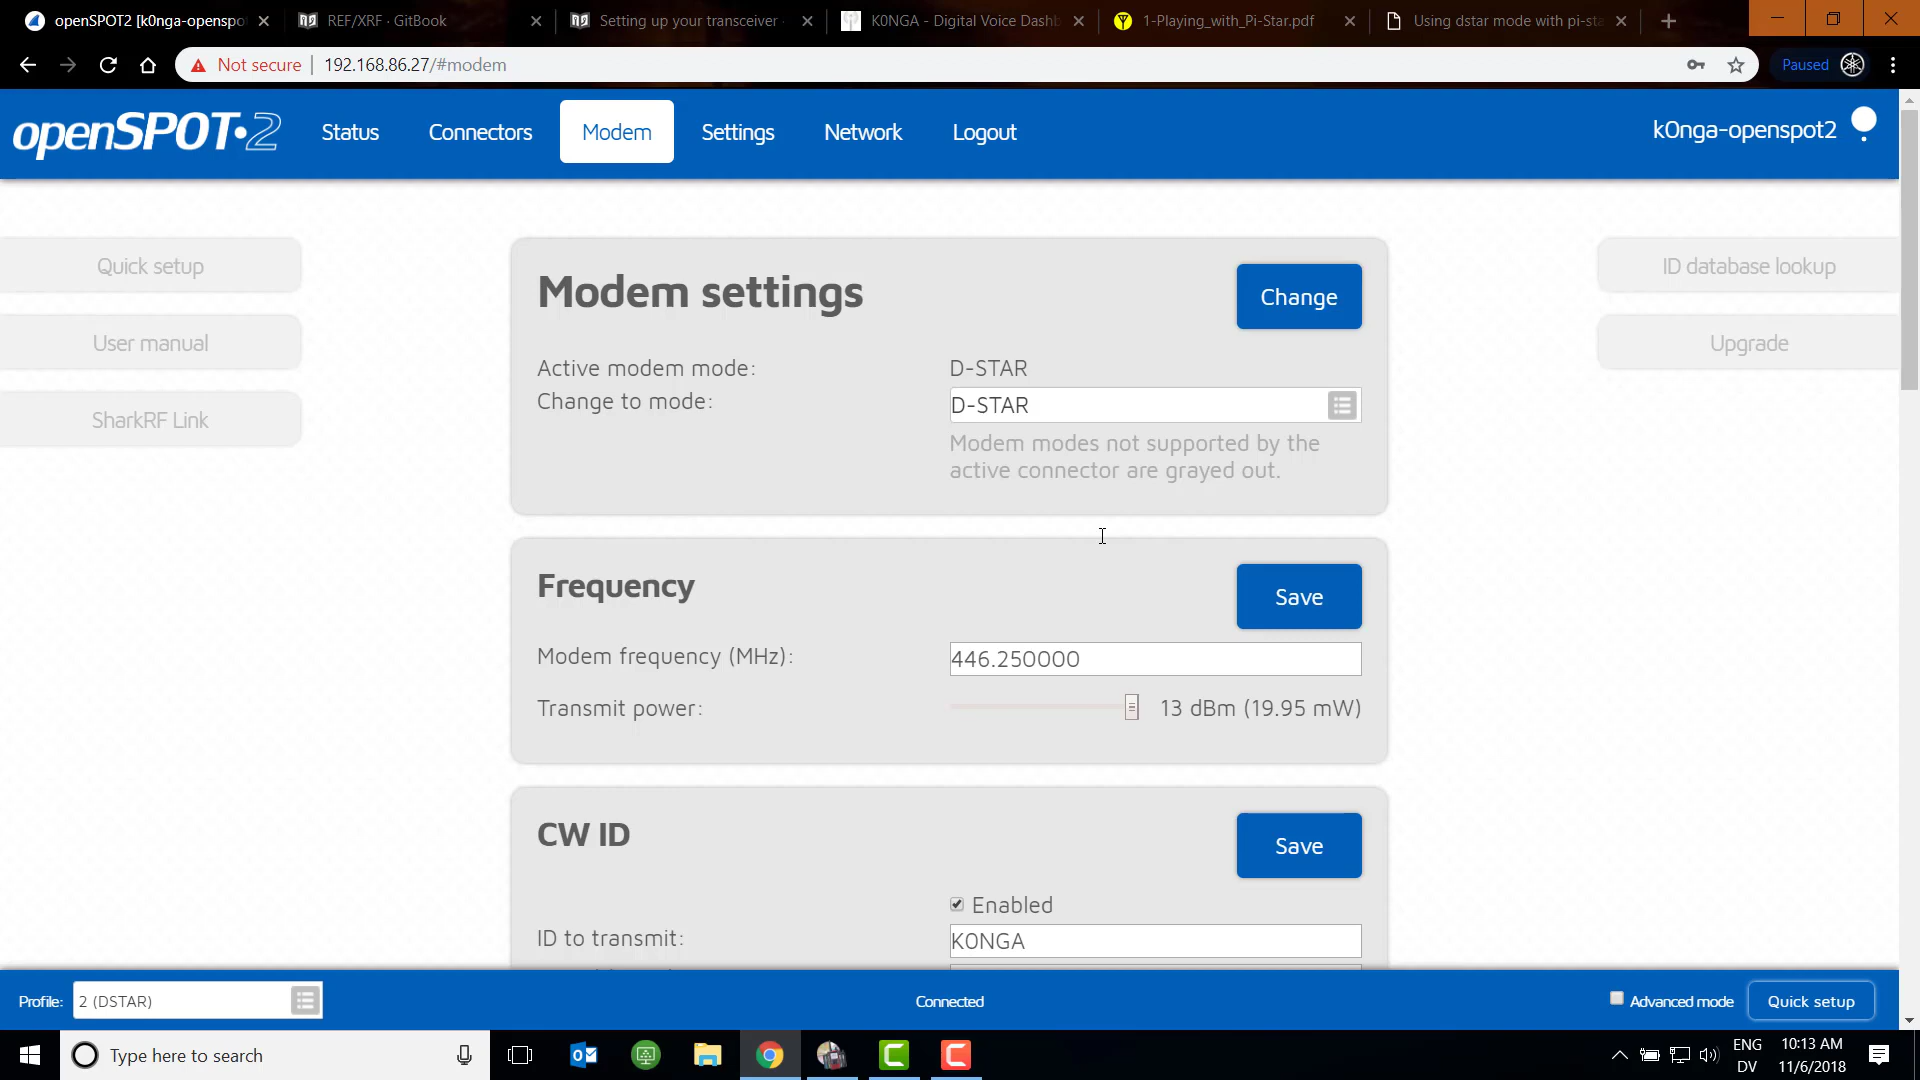 openSPOT2 [k0nga-openspo
REF/XRF · GitBook
Setting up your transceiver ·
K0NGA - Digital Voice Dashb
1-Playing_with_Pi-Star.pdf
Using dstar mode with pi-sta
Not secure
192.168.86.27/#modem
Paused
openSPOT·2
Status
Connectors
Modem
Settings
Network
Logout
k0nga-openspot2
Quick setup
User manual
SharkRF Link
ID database lookup
Upgrade
Modem settings
Change
Active modem mode:
D-STAR
Change to mode:
D-STAR
Modem modes not supported by the
active connector are grayed out.
Frequency
Save
Modem frequency (MHz):
446.250000
Transmit power:
13 dBm (19.95 mW)
CW ID
Save
Enabled
ID to transmit:
K0NGA
Profile:
2 (DSTAR)
Connected
Advanced mode
Quick setup
Type here to search
ENG
DV
10:13 AM
11/6/2018